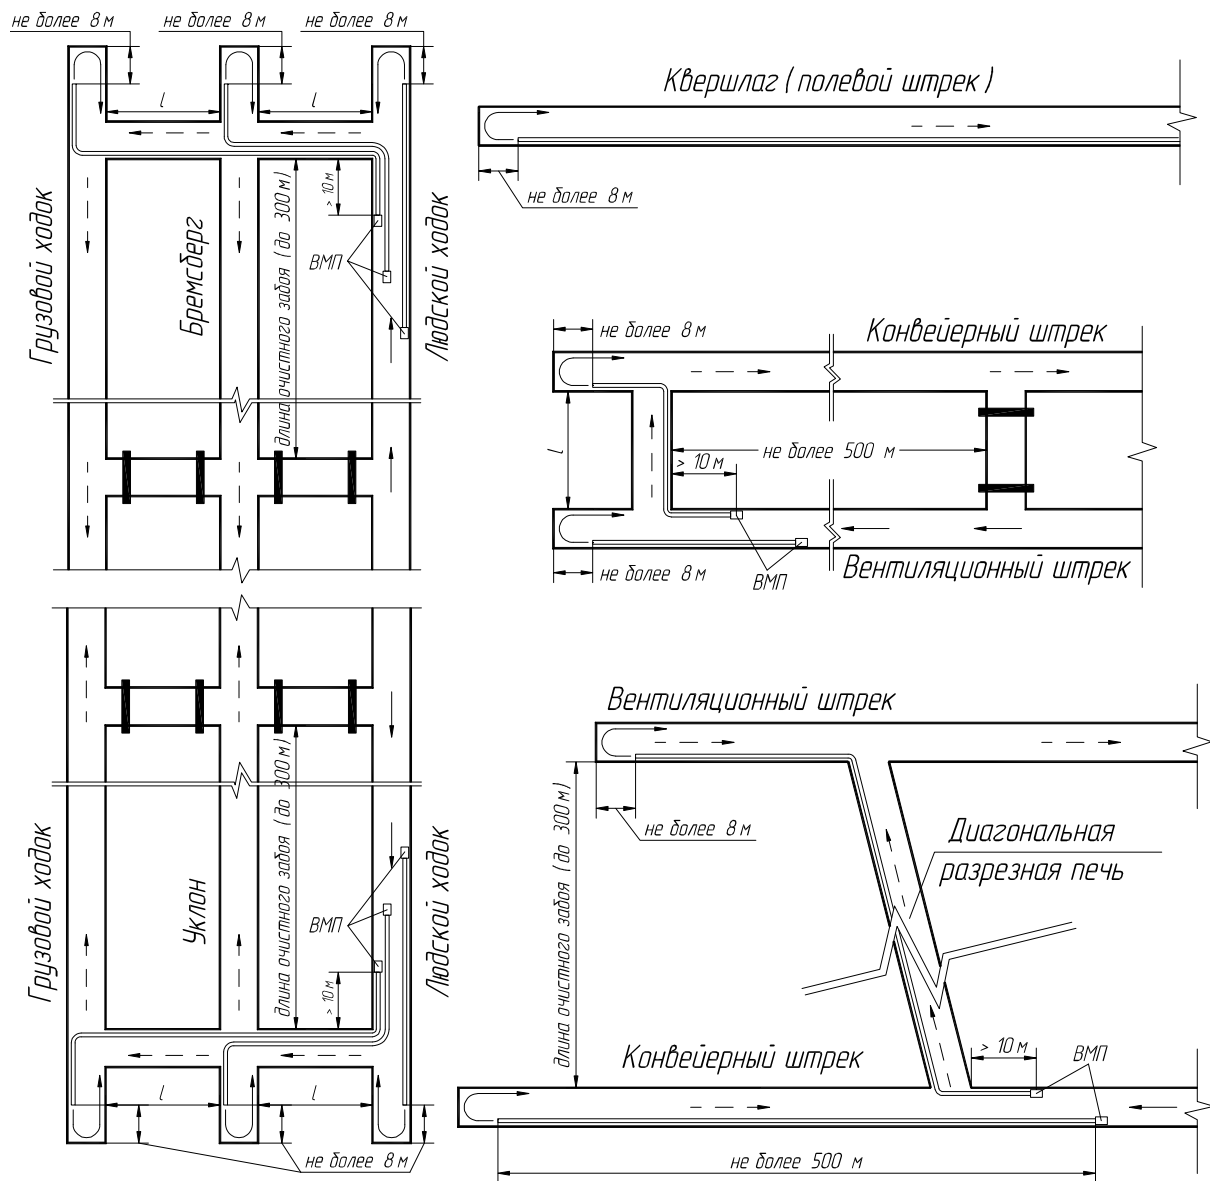 не более 8 м
не более 8 м
не более 8 м
l
l
Грузовой ходок
Бремсберг
длина очистного забоя (до 300 м)
> 10 м
ВМП
Людской ходок
Квершлаг (полевой штрек)
не более 8 м
не более 8 м
Конвейерный штрек
l
не более 500 м
> 10 м
не более 8 м
ВМП
Вентиляционный штрек
Грузовой ходок
Уклон
длина очистного забоя (до 300 м)
ВМП
> 10 м
Людской ходок
l
l
не более 8 м
Вентиляционный штрек
не более 8 м
длина очистного забоя (до 300 м)
Диагональная
разрезная печь
Конвейерный штрек
> 10 м
ВМП
не более 500 м